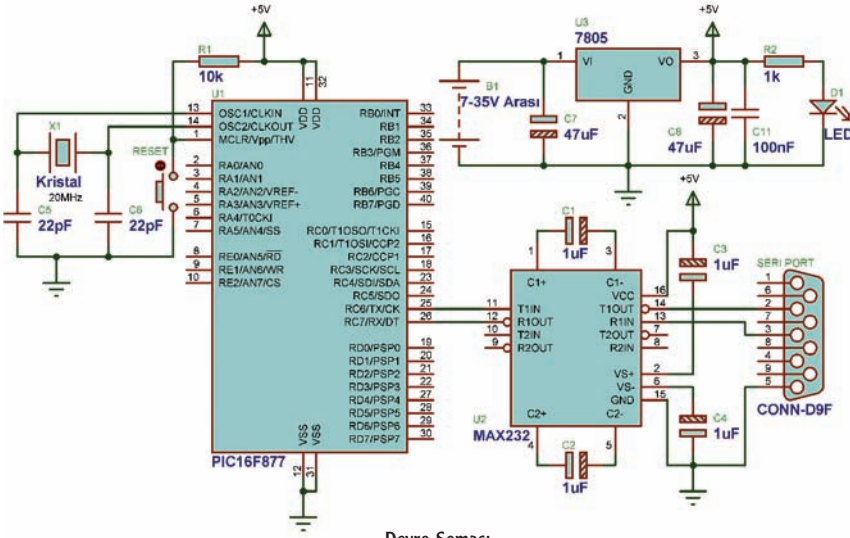 +5V
R1
10k
U1
11
32
VDD
VDD
13
OSC1/CLKIN
14
OSC2/CLKOUT
1
MCLR/Vpp/THV
2
RA0/AN0
3
RA1/AN1
4
RA2/AN2/VREF-
5
RA3/AN3/VREF+
6
RA4/T0CKI
7
RA5/AN4/SS
8
RE0/AN5/RD
9
RE1/AN6/WR
10
RE2/AN7/CS
RB0/INT
33
RB1
34
RB2
35
RB3/PGM
36
RB4
37
RB5
38
RB6/PGC
39
RB7/PGD
40
RC0/T1OSO/T1CKI
15
RC1/T1OSI/CCP2
16
RC2/CCP1
17
RC3/SCK/SCL
18
RC4/SDI/SDA
23
RC5/SDO
24
RC6/TX/CK
25
RC7/RX/DT
26
RD0/PSP0
19
RD1/PSP1
20
RD2/PSP2
21
RD3/PSP3
22
RD4/PSP4
27
RD5/PSP5
28
RD6/PSP6
29
RD7/PSP7
30
VSS
VSS
12
31
PIC16F877
X1
Kristal
20MHz
RESET
C5
22pF
C6
22pF
B1
7-35V Arası
C7
47uF
U3
7805
1
VI
VO
3
GND
2
+5V
R2
1k
D1
LED
C8
47uF
C11
100nF
+5V
C1
1uF
1
3
C1+
C1-
11
T1IN
12
R1OUT
10
T2IN
9
R2OUT
VCC
16
T1OUT
14
R1IN
13
T2OUT
7
R2IN
8
VS+
2
VS-
6
GND
15
C2+
C2-
4
5
U2
MAX232
C2
1uF
C3
1uF
C4
1uF
SERI PORT
1
6
2
7
3
8
4
9
5
CONN-D9F
Devre Şeması